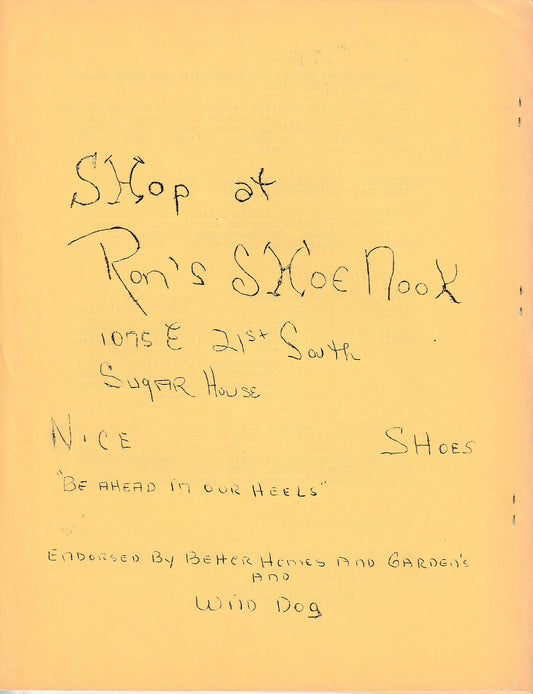 SHop at
Ron's SHoE Nook
1075 E 21st South
SugAR House
NiCE SHOES
"BE AHEAD in OUR HEELS"
ENDORSED By BEttER HomES AnD GARDEn's
AnD
Wild Dog